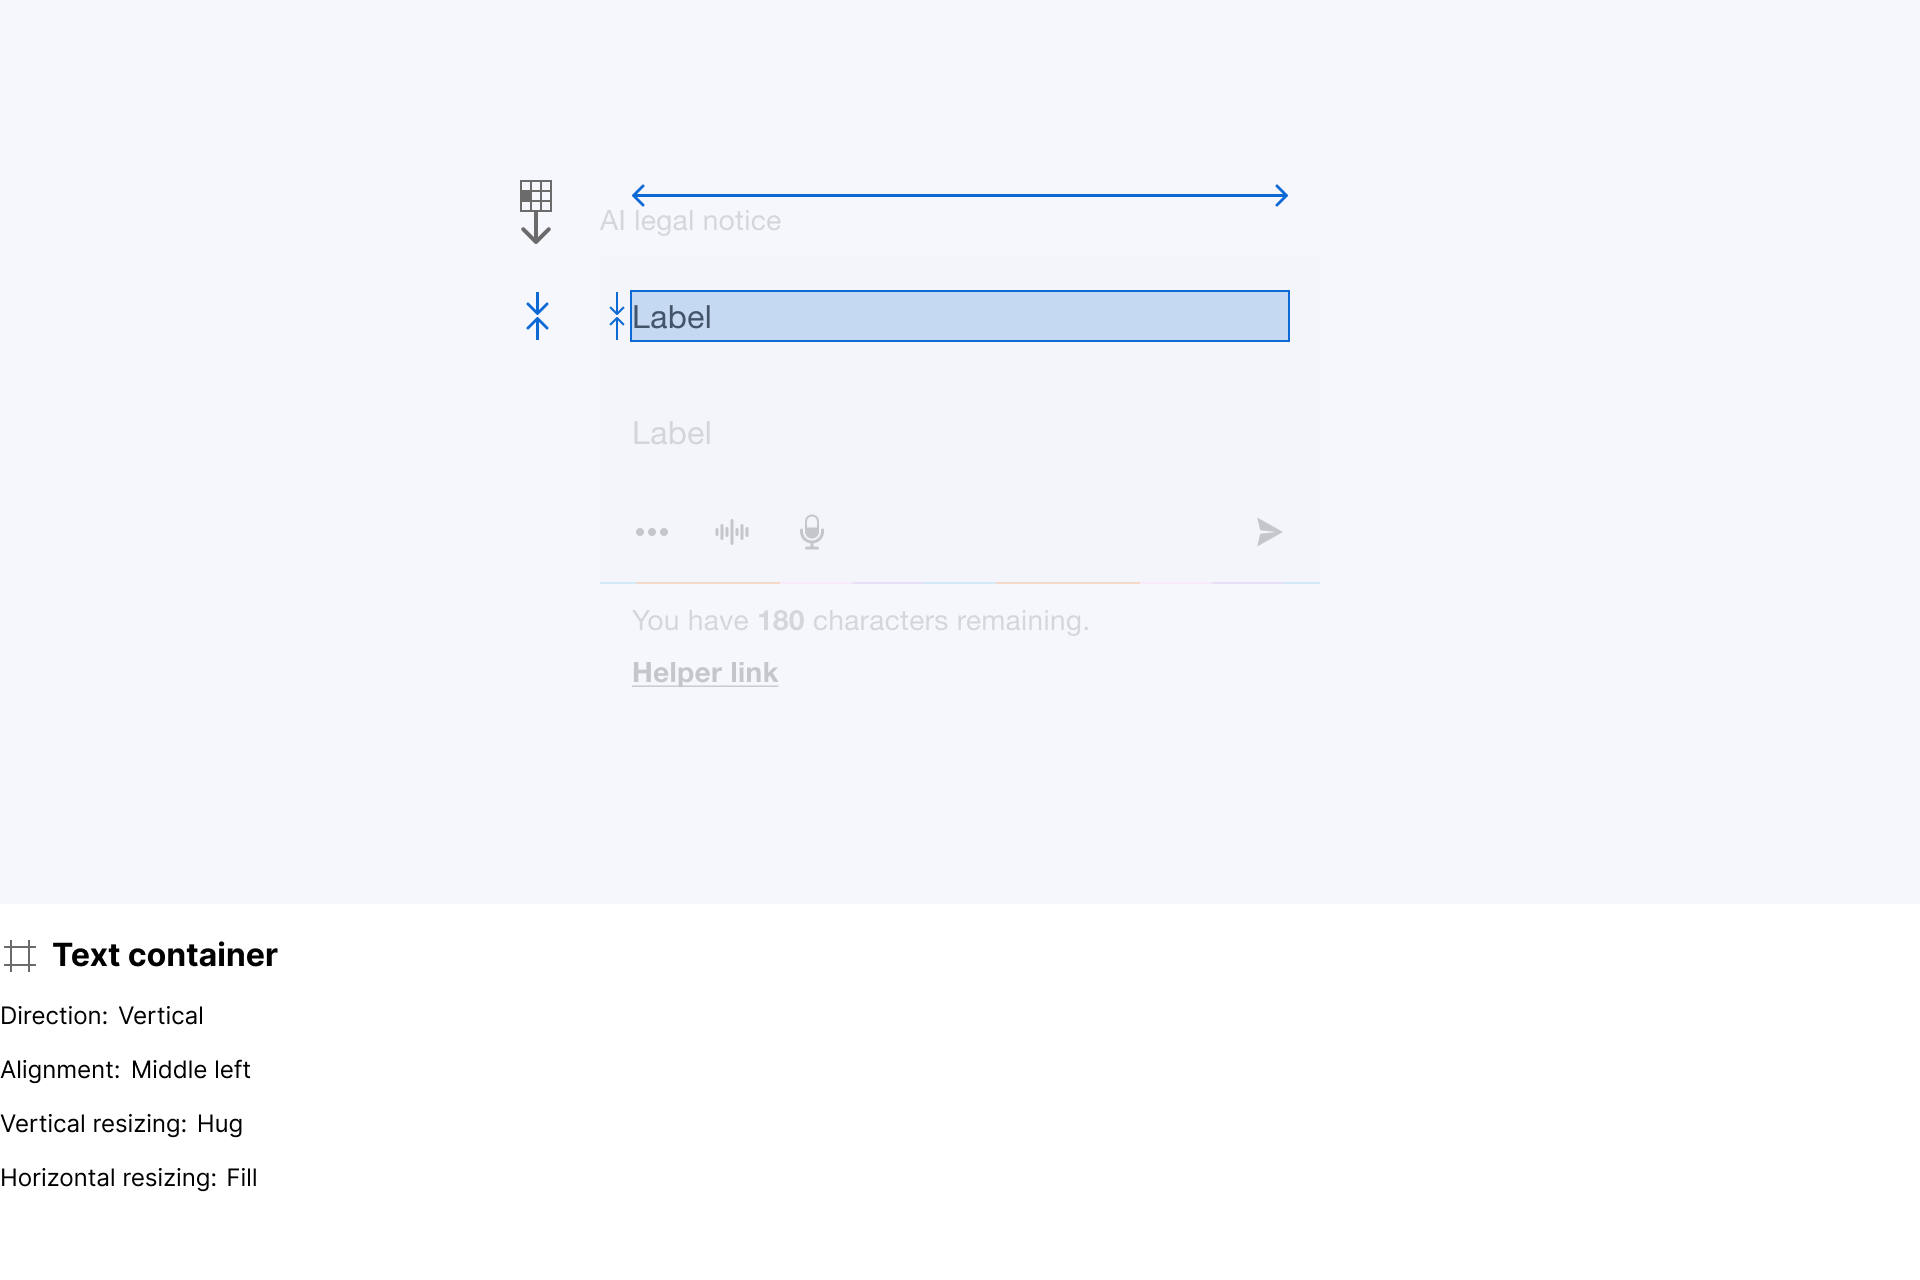 AI legal notice
Label
Label
You have 180 characters remaining.
Helper link
Text container
Direction: Vertical
Alignment: Middle left
Vertical resizing: Hug
Horizontal resizing: Fill